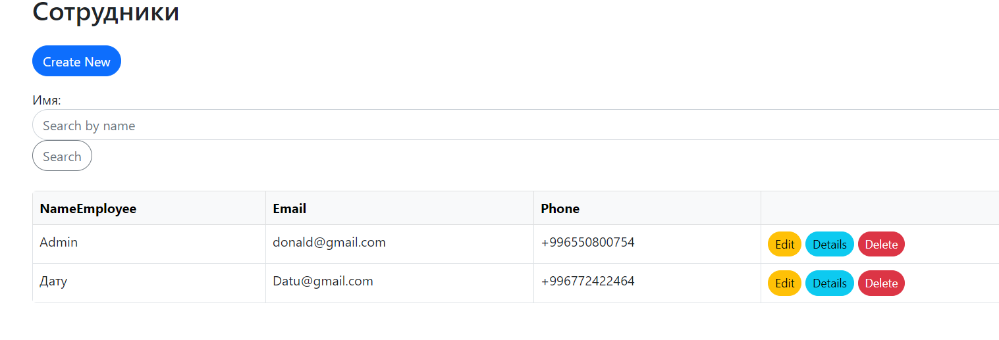 Сотрудники
Create New
Имя:
Search by name
Search
NameEmployee Email Phone
Admin donald@gmail.com +996550800754 Edit Details Delete
Дату Datu@gmail.com +996772422464 Edit Details Delete